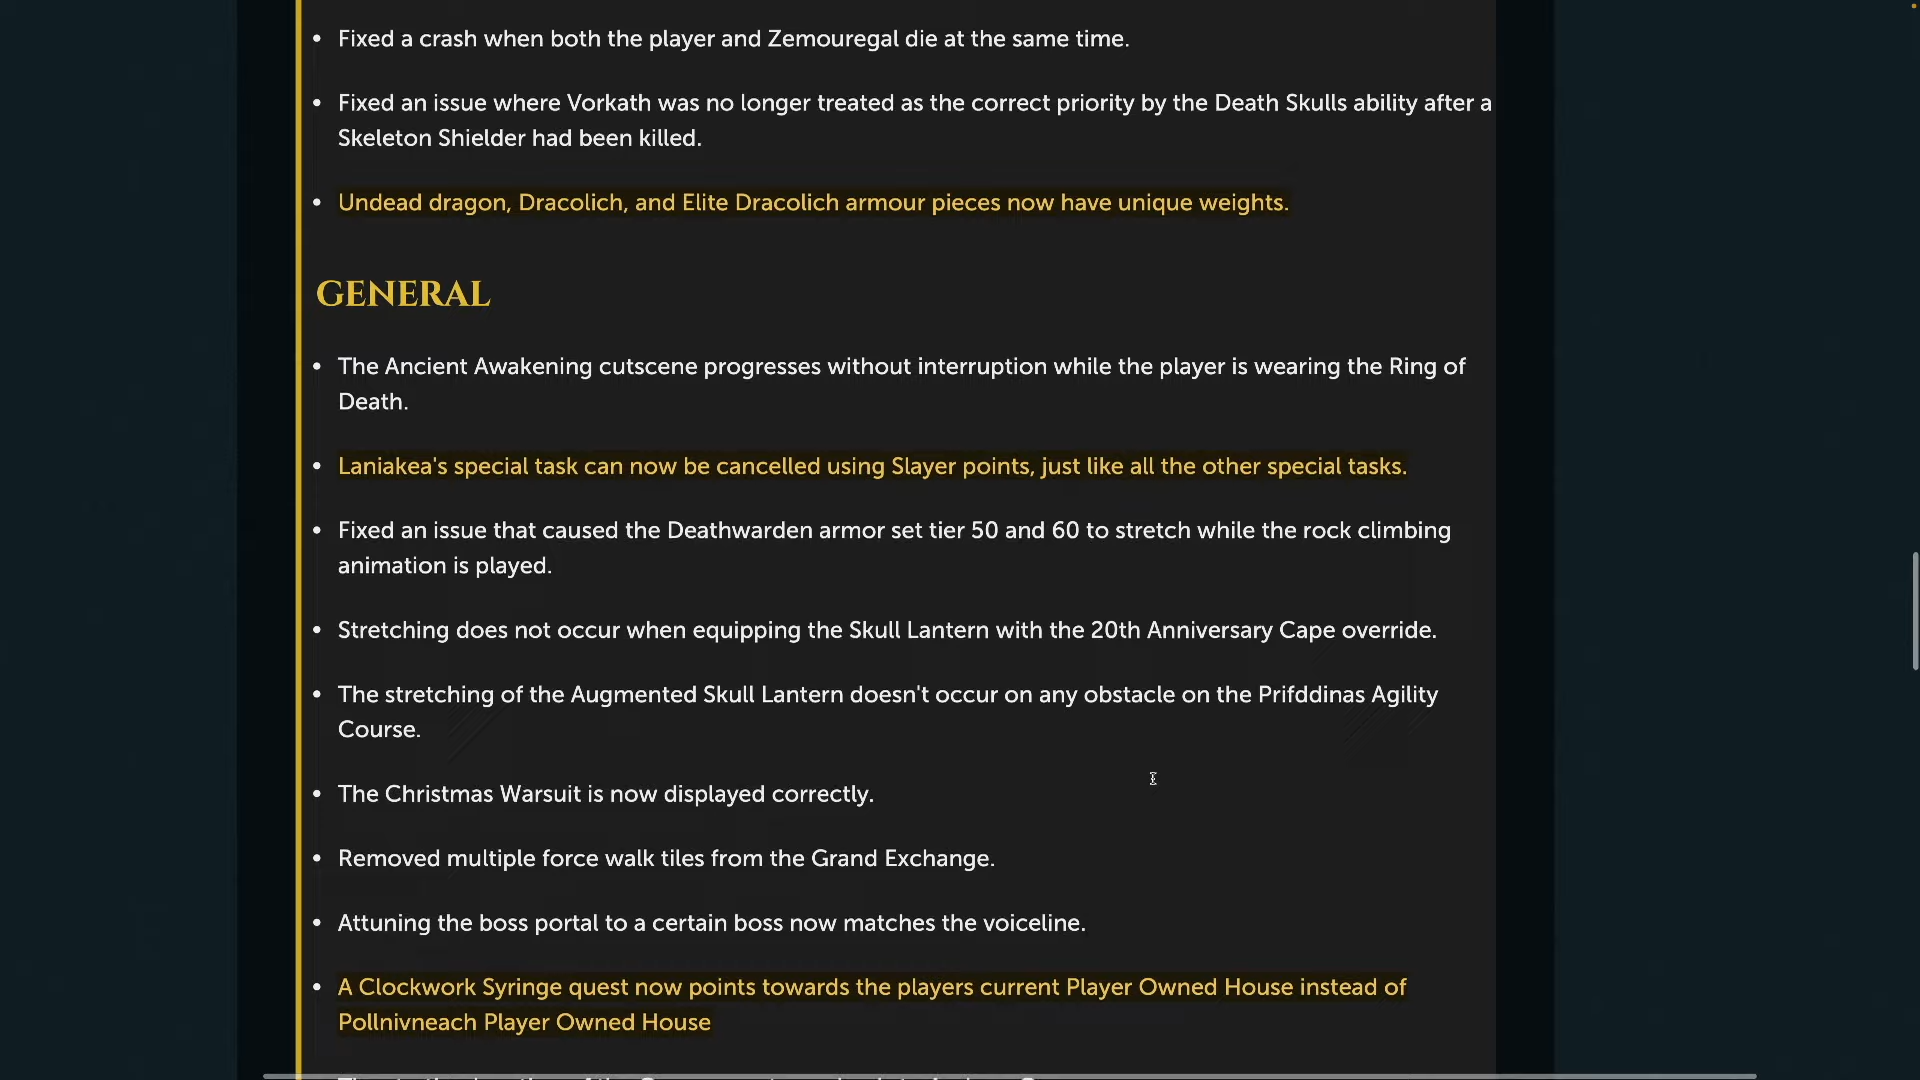 Fixed a crash when both the player and Zemouregal die at the same time.
Fixed an issue where Vorkath was no longer treated as the correct priority by the Death Skulls ability after a
Skeleton Shielder had been killed.
Undead dragon, Dracolich, and Elite Dracolich armour pieces now have unique weights.
GENERAL
The Ancient Awakening cutscene progresses without interruption while the player is wearing the Ring of
Death.
Laniakea's special task can now be cancelled using Slayer points, just like all the other special tasks.
Fixed an issue that caused the Deathwarden armor set tier 50 and 60 to stretch while the rock climbing
animation is played.
Stretching does not occur when equipping the Skull Lantern with the 20th Anniversary Cape override.
The stretching of the Augmented Skull Lantern doesn't occur on any obstacle on the Prifddinas Agility
Course.
The Christmas Warsuit is now displayed correctly.
Removed multiple force walk tiles from the Grand Exchange.
Attuning the boss portal to a certain boss now matches the voiceline.
A Clockwork Syringe quest now points towards the players current Player Owned House instead of
Pollnivneach Player Owned House